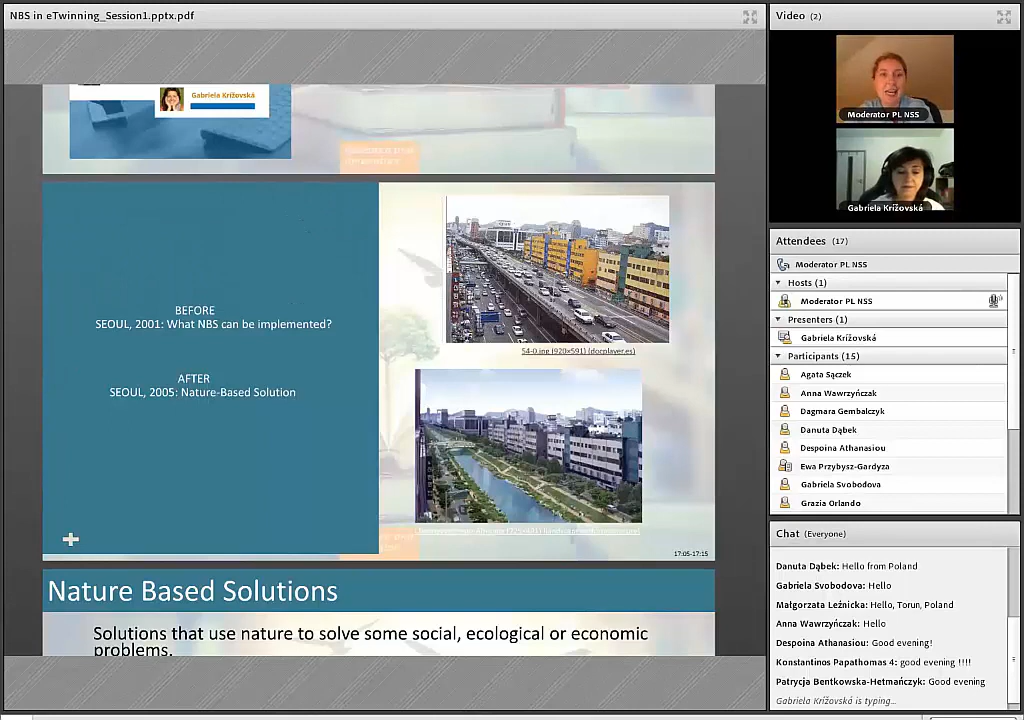 NBS in eTwinning_Session1.pptx.pdf
Gabriela Krížovská
BEFORE
SEOUL, 2001: What NBS can be implemented?
AFTER
SEOUL, 2005: Nature-Based Solution
54-0.jpg (920×591) (docplayer.es)
17:05-17:15
Nature Based Solutions
Solutions that use nature to solve some social, ecological or economic
problems.
Video (2)
Moderator PL NSS
Gabriela Krížovská
Attendees (17)
Moderator PL NSS
Hosts (1)
Moderator PL NSS
Presenters (1)
Gabriela Krížovská
Participants (15)
Agata Sączek
Anna Wawrzyńczak
Dagmara Gembalczyk
Danuta Dąbek
Despoina Athanasiou
Ewa Przybysz-Gardyza
Gabriela Svobodova
Grazia Orlando
Chat (Everyone)
Danuta Dąbek: Hello from Poland
Gabriela Svobodova: Hello
Małgorzata Leźnicka: Hello, Torun, Poland
Anna Wawrzyńczak: Hello
Despoina Athanasiou: Good evening!
Konstantinos Papathomas 4: good evening !!!!
Patrycja Bentkowska-Hetmańczyk: Good evening
Gabriela Krížovská is typing...